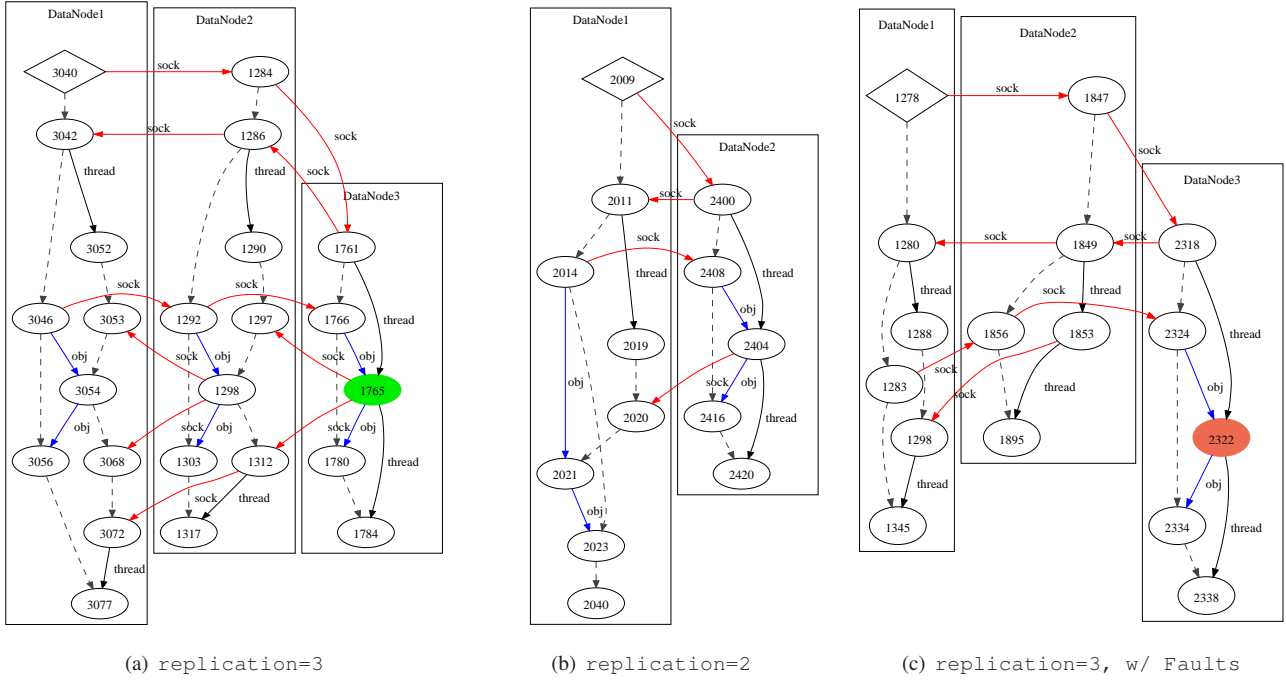 DataNode1
DataNode2
3040
sock
1284
3042
sock
1286
sock
thread
thread
sock
DataNode3
3052
1290
1761
sock
sock
3046
3053
1292
1297
1766
thread
obj
sock
obj
sock
obj
3054
1298
1765
obj
sock
obj
sock
obj
3056
3068
1303
1312
1780
sock
thread
thread
3072
1317
1784
thread
3077
(a) replication=3
DataNode1
2009
sock
DataNode2
2011
sock
2400
sock
2014
2408
thread
thread
obj
2019
2404
obj
sock
obj
2020
2416
thread
2021
2420
obj
2023
2040
(b) replication=2
DataNode1
DataNode2
1278
sock
1847
sock
DataNode3
1280
sock
1849
sock
2318
thread
sock
thread
1288
1856
1853
2324
thread
1283
sock
sock
thread
obj
1298
1895
2322
thread
obj
1345
2334
thread
2338
(c) replication=3, w/ Faults